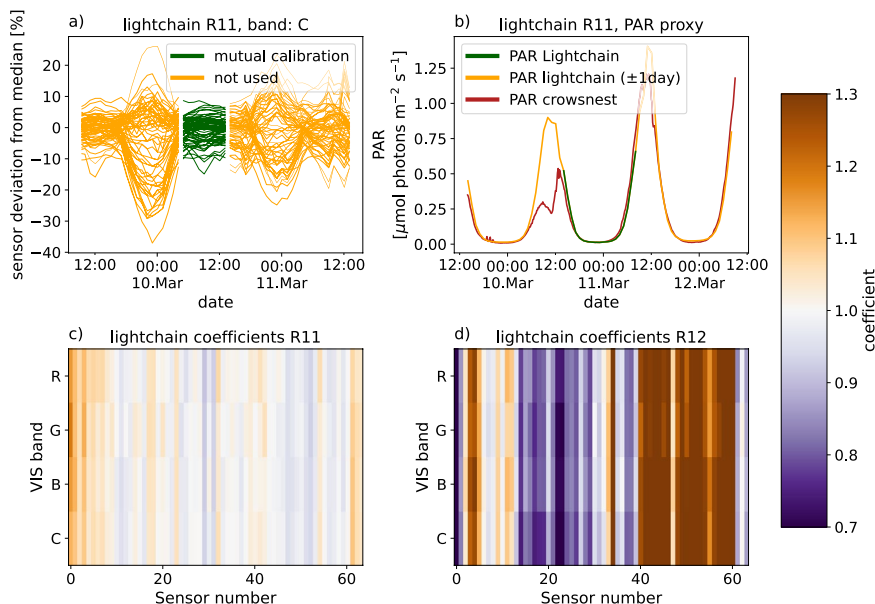 a) lightchain R11, band: C
sensor deviation from median [%]
20
10
0
−10
−20
−30
−40
mutual calibration
not used
12:00 00:00 12:00 00:00 12:00
10.Mar 11.Mar
date
b) lightchain R11, PAR proxy
PAR
[μmol photons m⁻² s⁻¹]
1.25
1.00
0.75
0.50
0.25
0.00
PAR Lightchain
PAR lightchain (±1day)
PAR crowsnest
12:00 00:00 12:00 00:00 12:00 00:00 12:00
10.Mar 11.Mar 12.Mar
date
c) lightchain coefficients R11
VIS band
R
G
B
C
0 20 40 60
Sensor number
d) lightchain coefficients R12
VIS band
R
G
B
C
0 20 40 60
Sensor number
1.3
1.2
1.1
1.0
0.9
0.8
0.7
coefficient